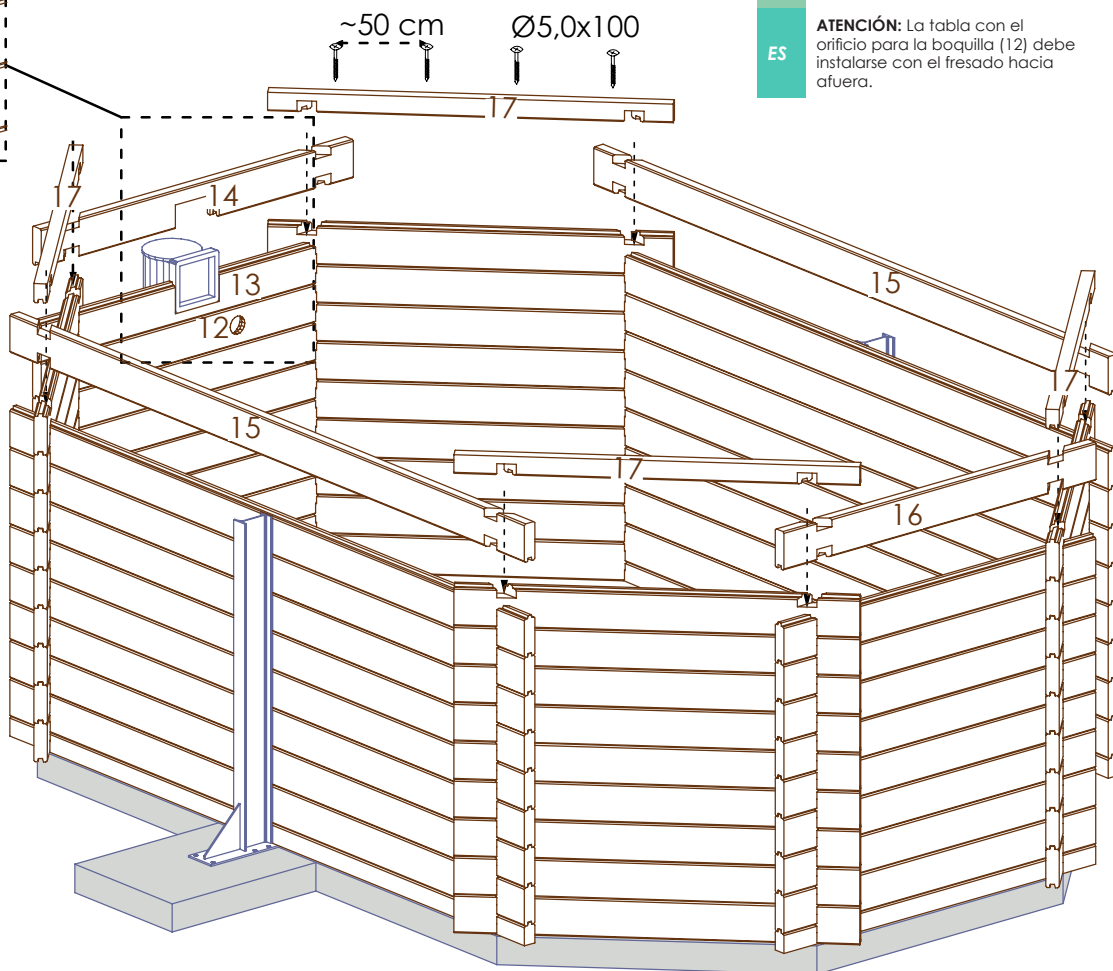 ~50 cm
Ø5,0x100
ES
ATENCIÓN: La tabla con el
orificio para la boquilla (12) debe
instalarse con el fresado hacia
afuera.
17
17
14
13
12
15
15
17
17
16